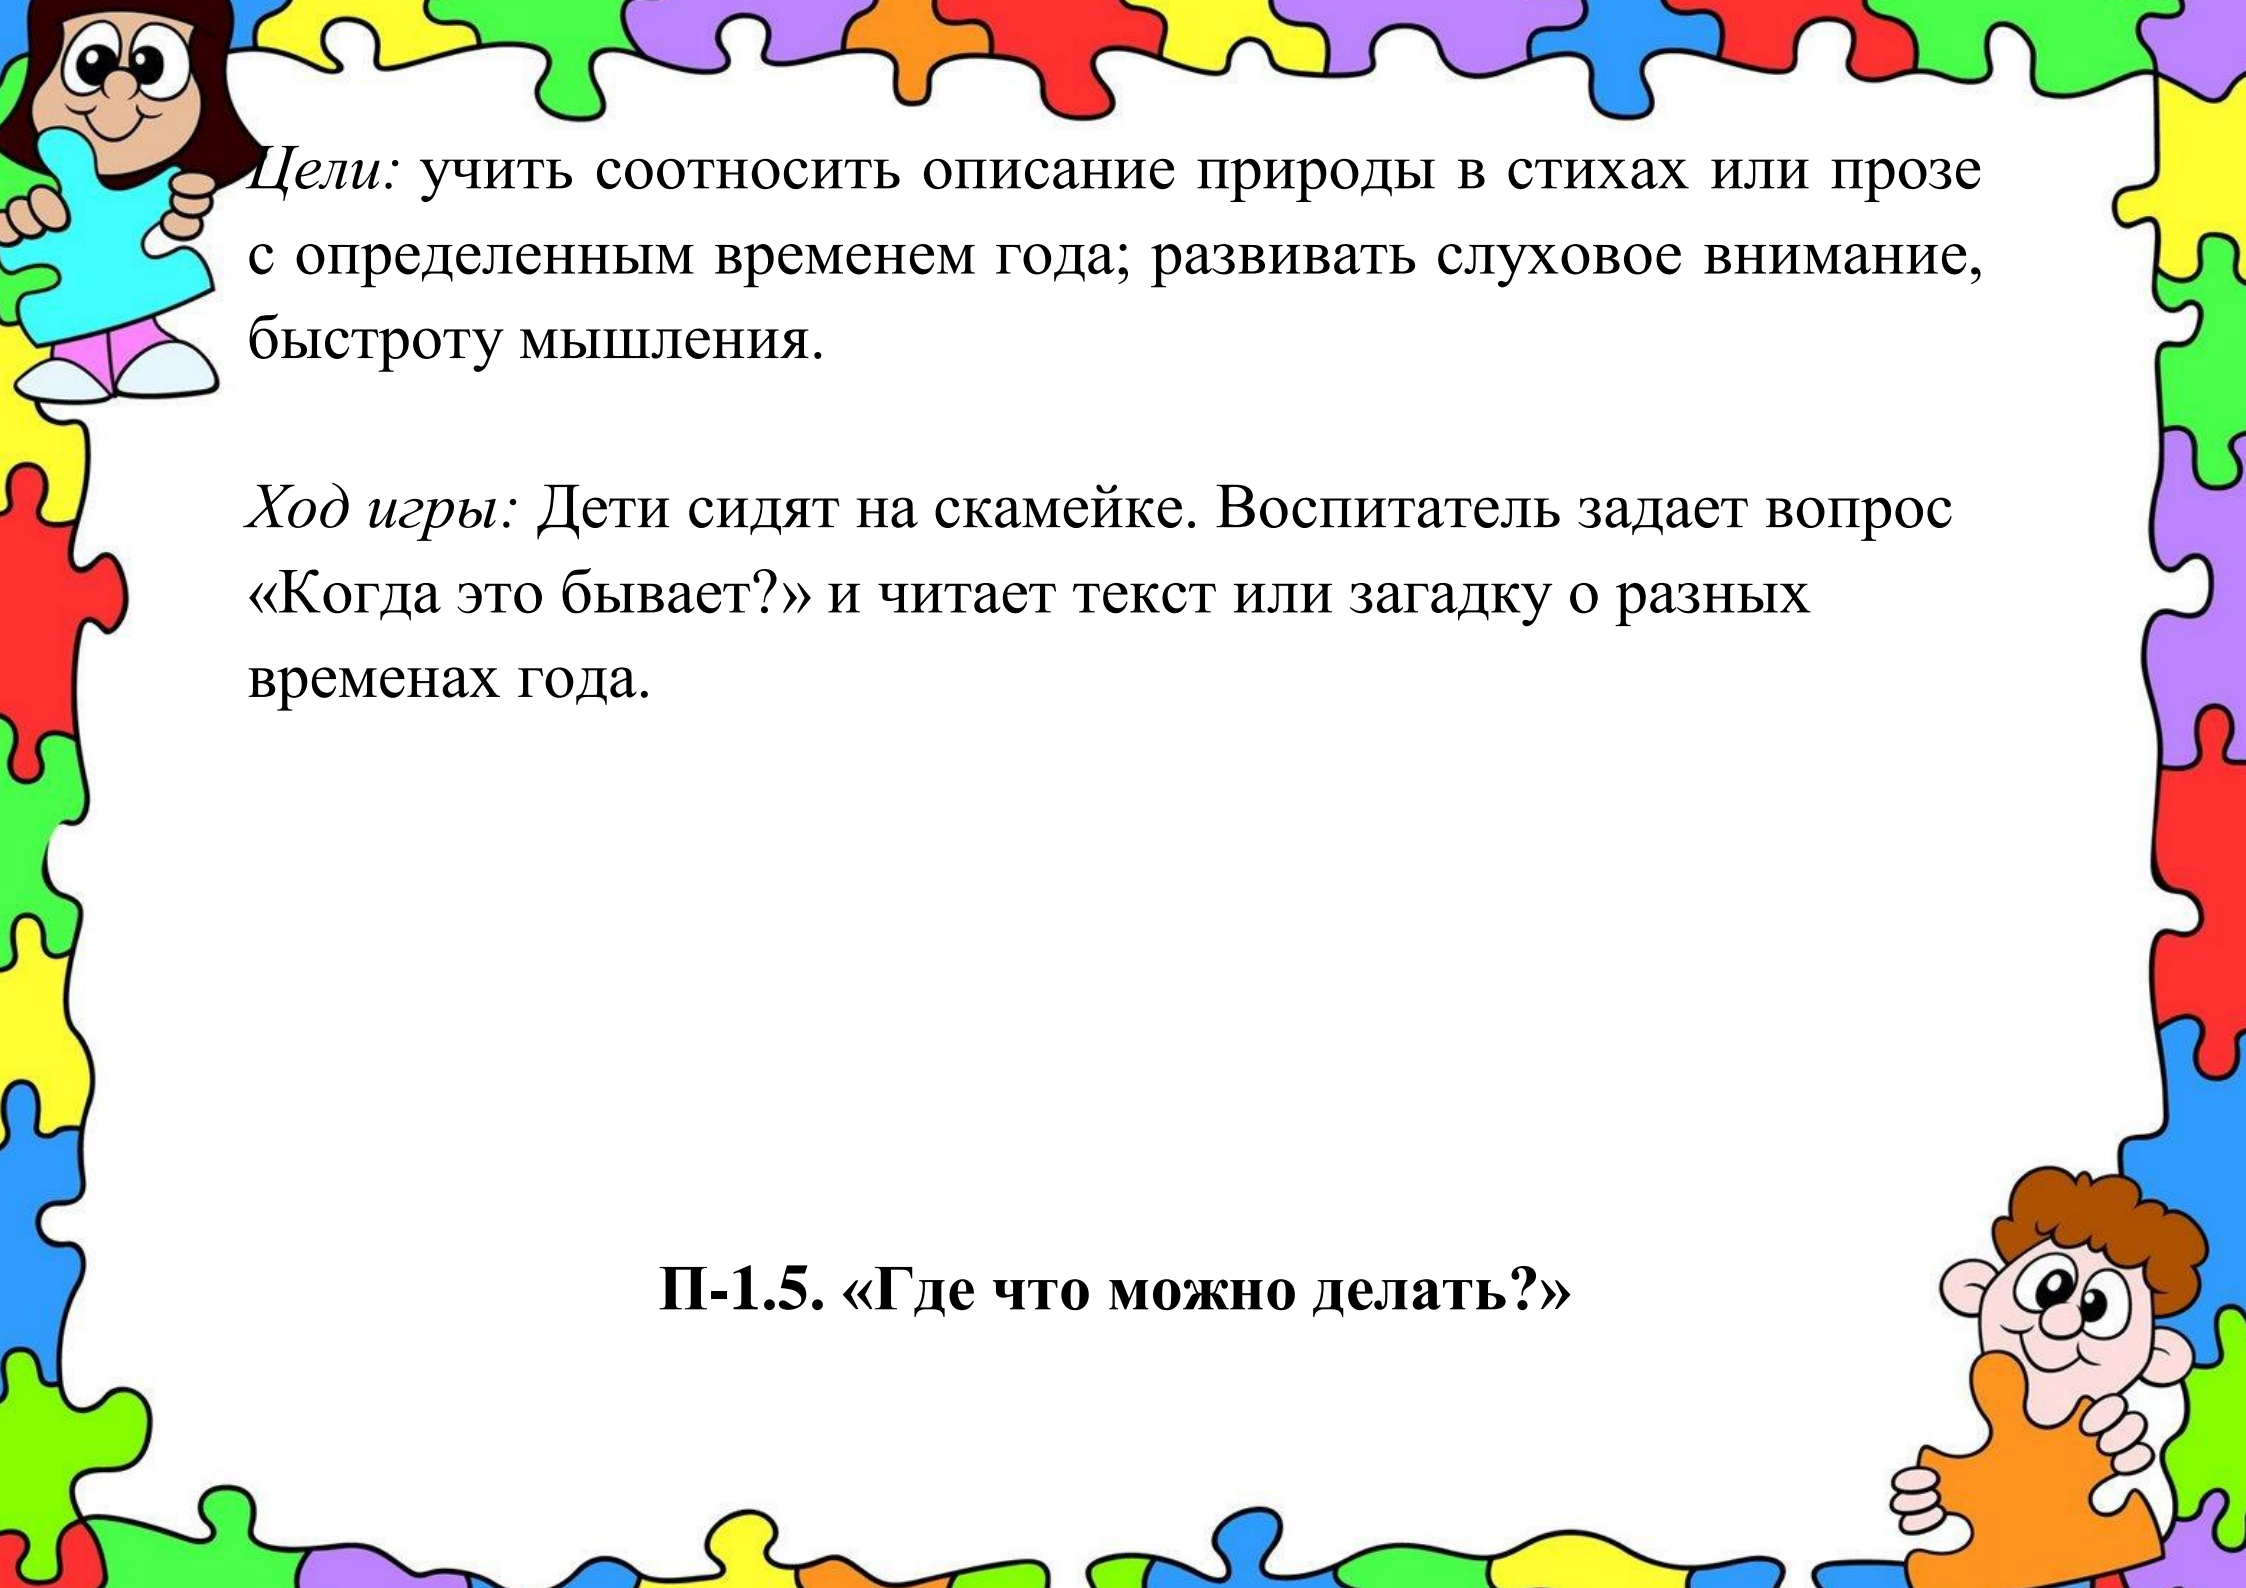 Цели: учить соотносить описание природы в стихах или прозе
с определенным временем года; развивать слуховое внимание,
быстроту мышления.
Ход игры: Дети сидят на скамейке. Воспитатель задает вопрос
«Когда это бывает?» и читает текст или загадку о разных
временах года.
П-1.5. «Где что можно делать?»